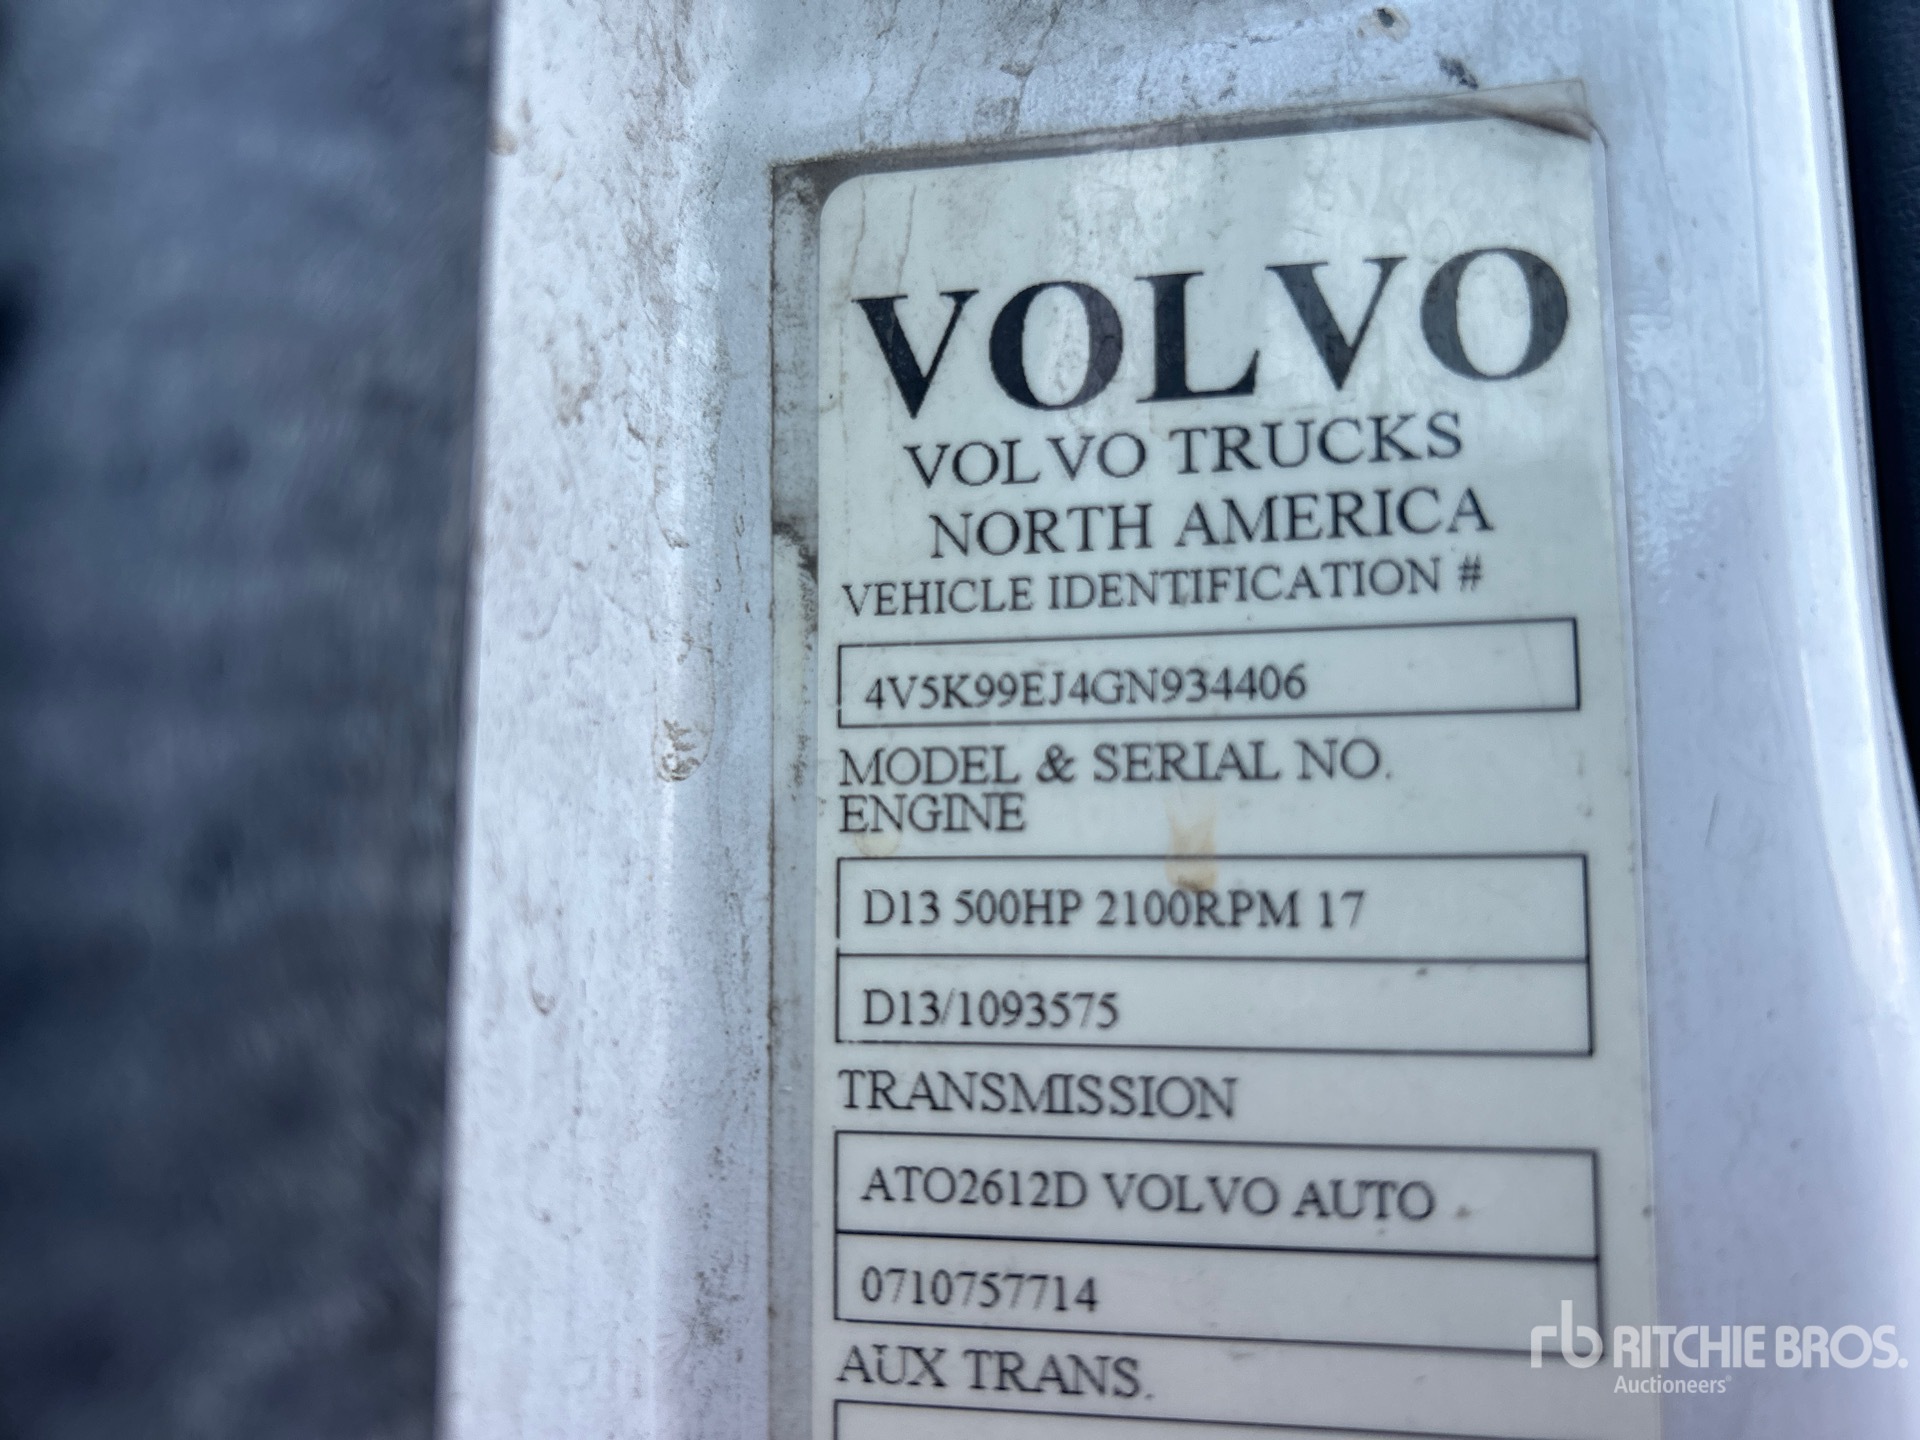 VOLVO
VOLVO TRUCKS
NORTH AMERICA
VEHICLE IDENTIFICATION #
4V5K99EJ4GN934406
MODEL & SERIAL NO.
ENGINE
D13 500HP 2100RPM 17
D13/1093575
TRANSMISSION
ATO2612D VOLVO AUTO
0710757714
AUX TRANS.
rb RITCHIE BROS.
Auctioneers